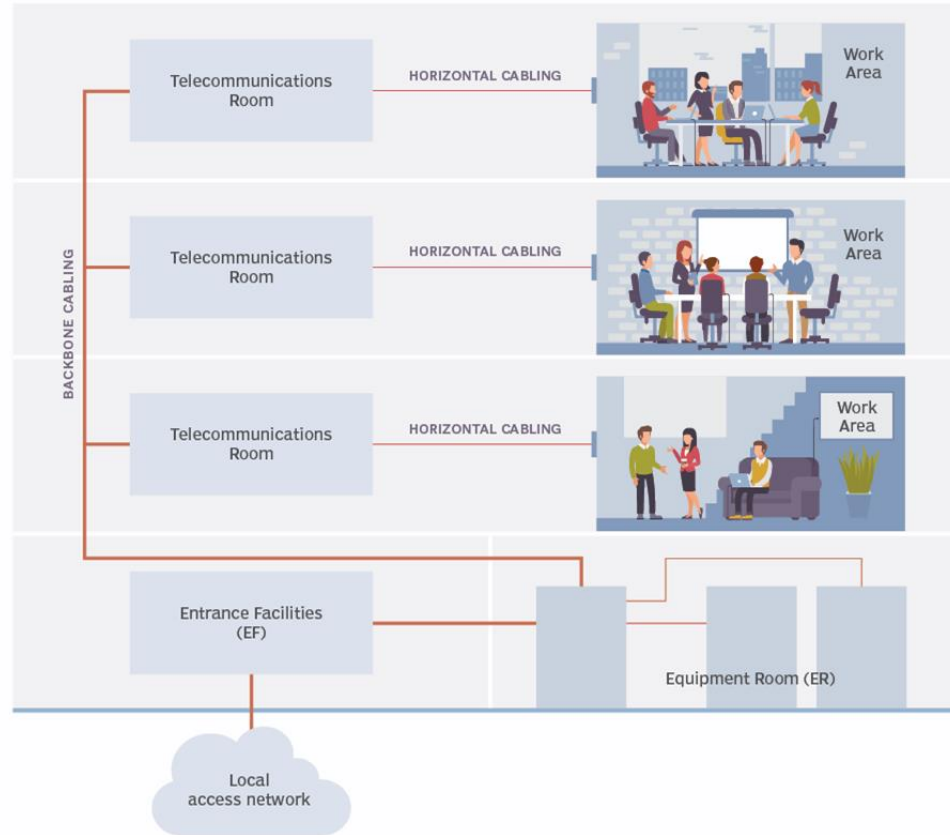 Telecommunications
Room
HORIZONTAL CABLING
Work
Area
Telecommunications
Room
HORIZONTAL CABLING
Work
Area
BACKBONE CABLING
Telecommunications
Room
HORIZONTAL CABLING
Work
Area
Entrance Facilities
(EF)
Equipment Room (ER)
Local
access network